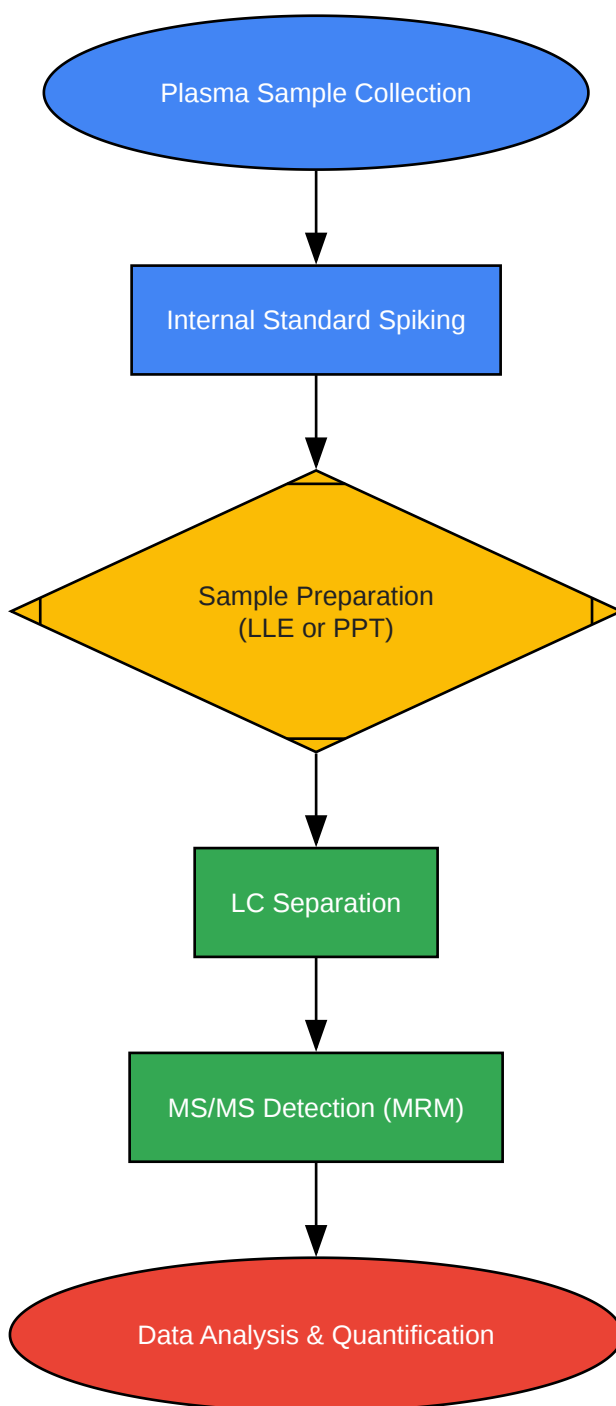 Plasma Sample Collection
Internal Standard Spiking
Sample Preparation
(LLE or PPT)
LC Separation
MS/MS Detection (MRM)
Data Analysis & Quantification